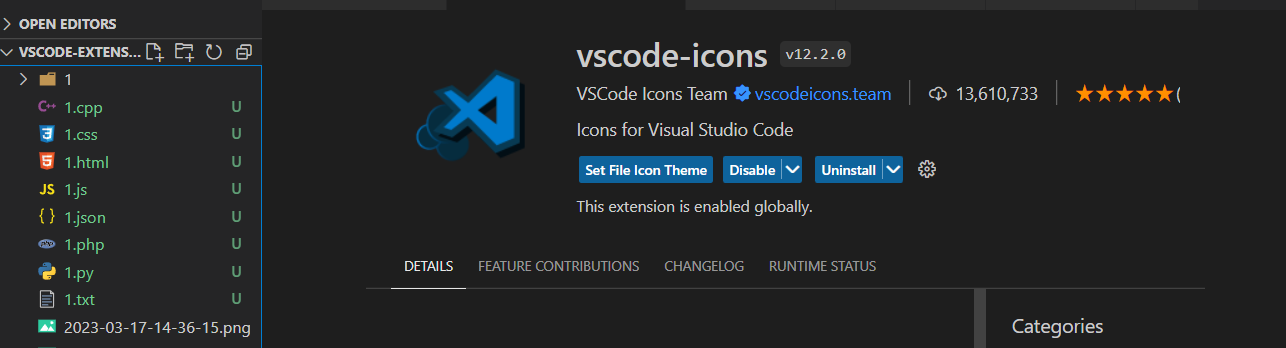 OPEN EDITORS
VSCODE-EXTENS...
1
1.cpp U
1.css U
1.html U
JS 1.js U
{ } 1.json U
php 1.php U
1.py U
1.txt U
2023-03-17-14-36-15.png
vscode-icons v12.2.0
VSCode Icons Team vscodeicons.team 13,610,733 ★★★★★(
Icons for Visual Studio Code
Set File Icon Theme Disable Uninstall
This extension is enabled globally.
DETAILS FEATURE CONTRIBUTIONS CHANGELOG RUNTIME STATUS
Categories